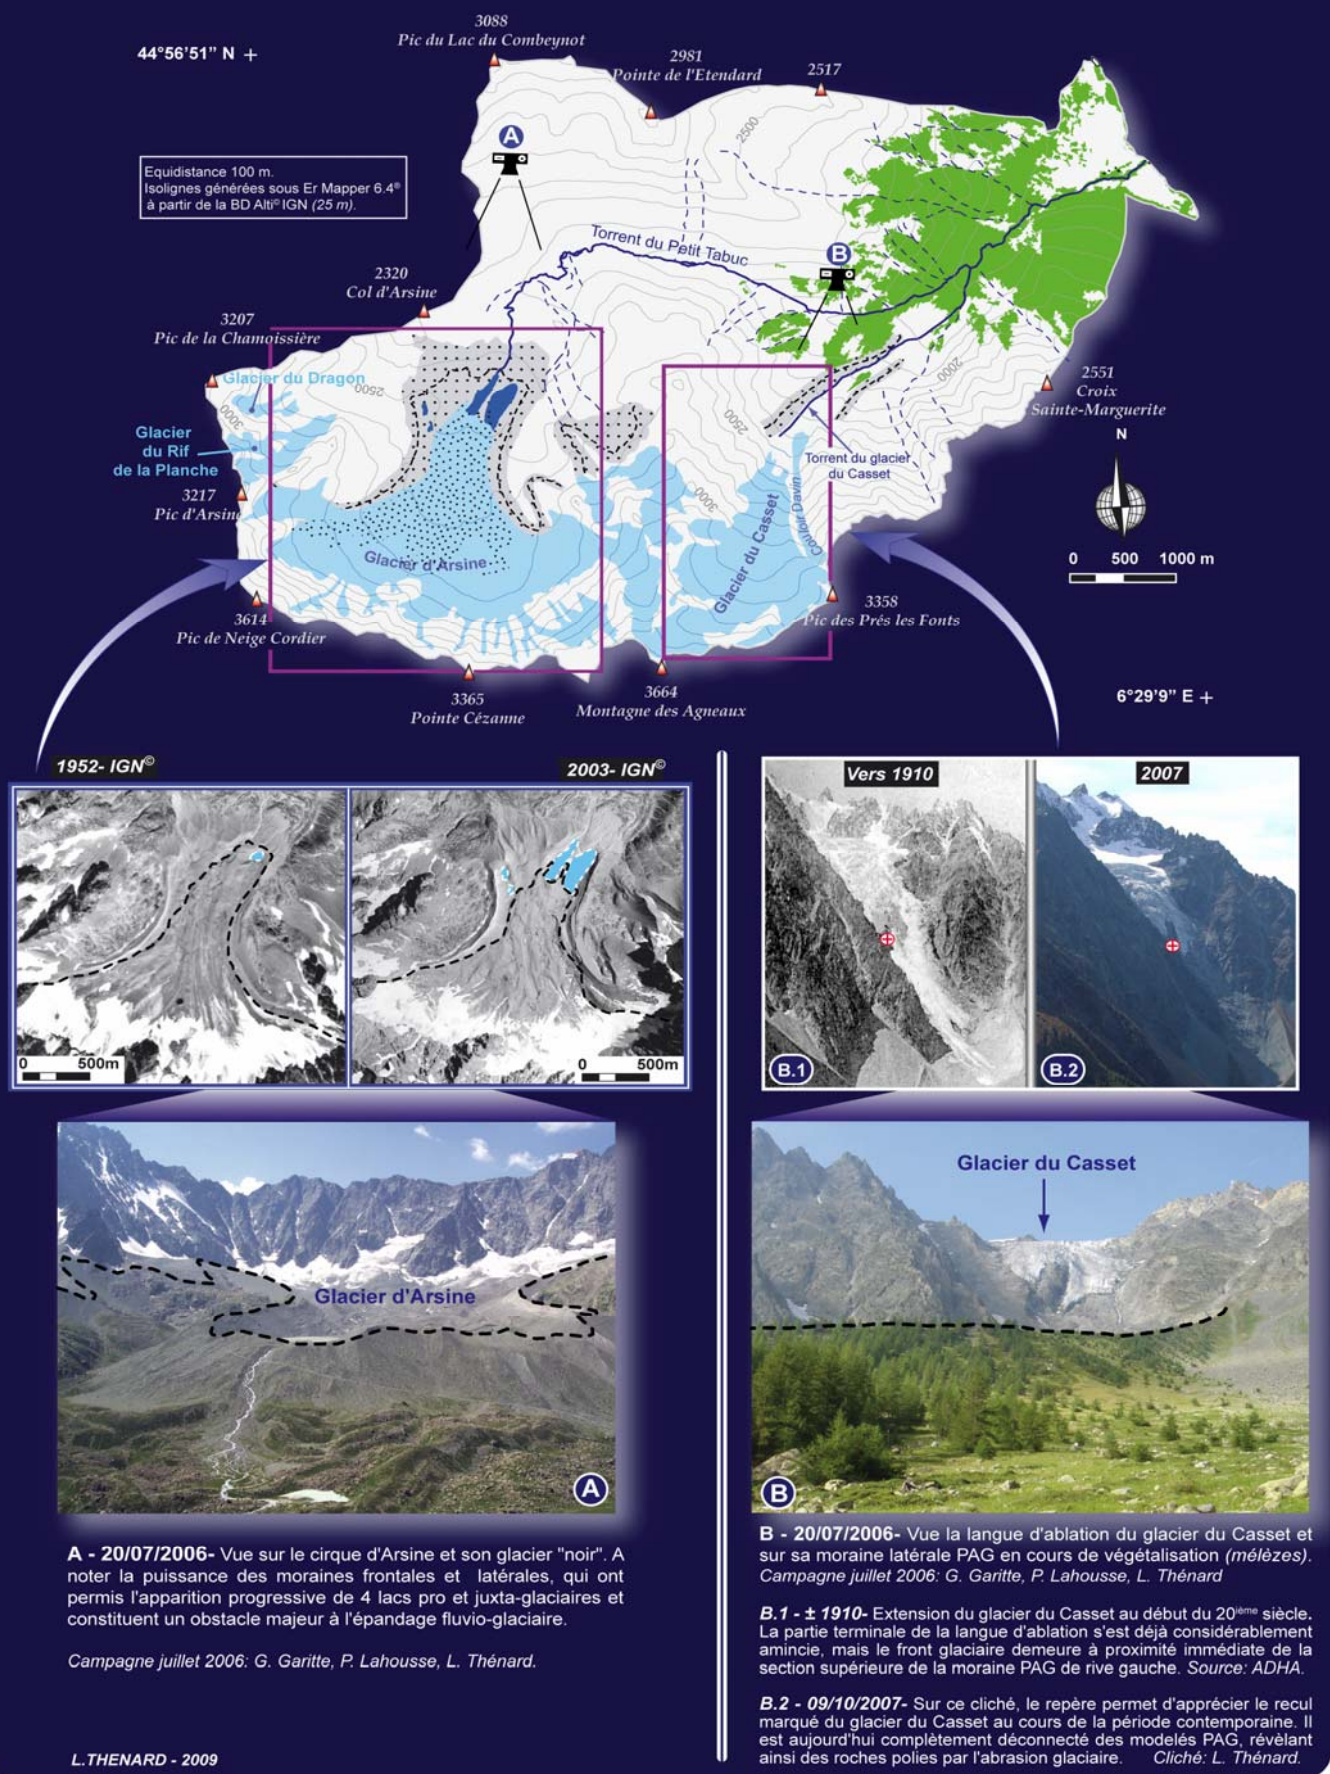 3088
Pic du Lac du Combeynot
44°56'51" N +
2981
Pointe de l'Etendard
2517
2500
A
Equidistance 100 m.
Isolignes générées sous Er Mapper 6.4®
à partir de la BD Alti© IGN (25 m).
Torrent du Petit Tabuc
B
2320
Col d'Arsine
3207
Pic de la Chamoissière
Glacier du Dragon
2500
3000
Glacier
du Rif
de la Planche
3217
Pic d'Arsine
Glacier d'Arsine
2500
3000
2000
Torrent du glacier
du Casset
Couloir Davin
Glacier du Casset
2551
Croix
Sainte-Marguerite
N
0 500 1000 m
3614
Pic de Neige Cordier
3358
Pic des Prés les Fonts
3365
Pointe Cézanne
3664
Montagne des Agneaux
6°29'9" E +
1952- IGN©
2003- IGN©
0 500m
0 500m
Vers 1910
2007
B.1
B.2
Glacier d'Arsine
A
Glacier du Casset
B
A - 20/07/2006- Vue sur le cirque d'Arsine et son glacier "noir". A
noter la puissance des moraines frontales et latérales, qui ont
permis l'apparition progressive de 4 lacs pro et juxta-glaciaires et
constituent un obstacle majeur à l'épandage fluvio-glaciaire.
Campagne juillet 2006: G. Garitte, P. Lahousse, L. Thénard.
L.THENARD - 2009
B - 20/07/2006- Vue la langue d'ablation du glacier du Casset et
sur sa moraine latérale PAG en cours de végétalisation (mélèzes).
Campagne juillet 2006: G. Garitte, P. Lahousse, L. Thénard
B.1 - ± 1910- Extension du glacier du Casset au début du 20ième siècle.
La partie terminale de la langue d'ablation s'est déjà considérablement
amincie, mais le front glaciaire demeure à proximité immédiate de la
section supérieure de la moraine PAG de rive gauche. Source: ADHA.
B.2 - 09/10/2007- Sur ce cliché, le repère permet d'apprécier le recul
marqué du glacier du Casset au cours de la période contemporaine. Il
est aujourd'hui complètement déconnecté des modelés PAG, révèlant
ainsi des roches polies par l'abrasion glaciaire. Cliché: L. Thénard.